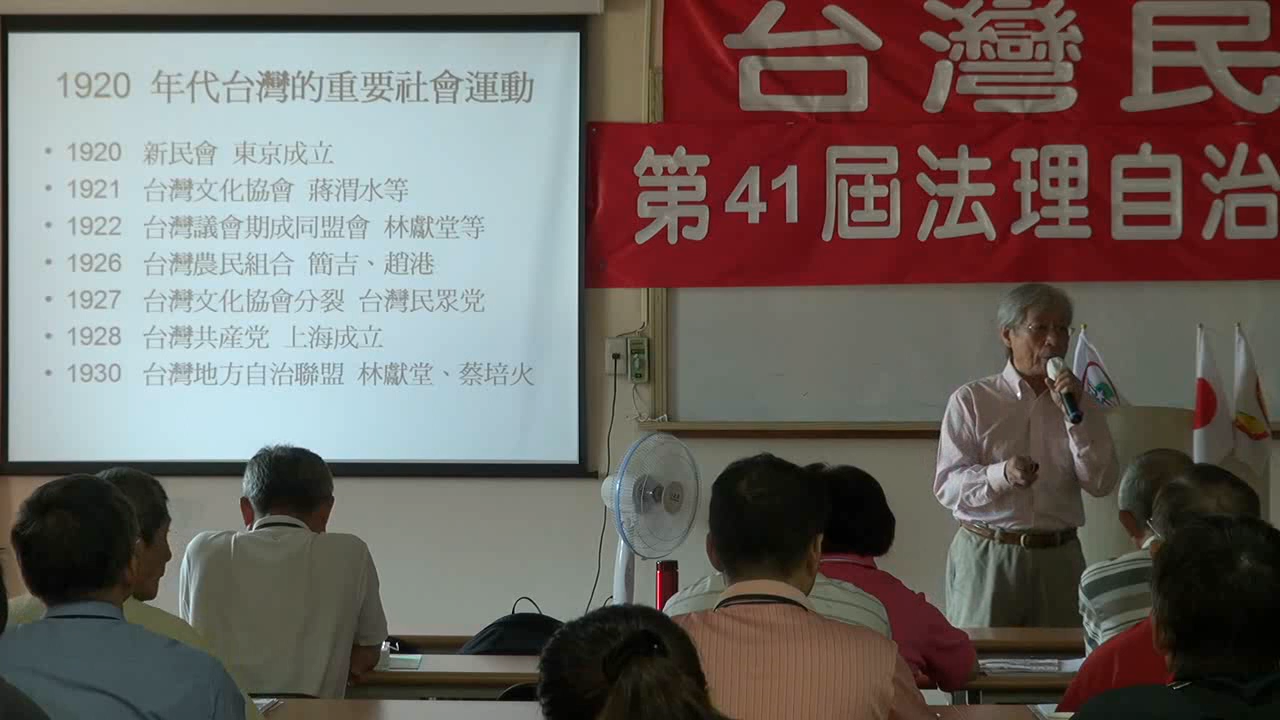 1920 年代台灣的重要社會運動
• 1920 新民會 東京成立
• 1921 台灣文化協會 蔣渭水等
• 1922 台灣議會期成同盟會 林獻堂等
• 1926 台灣農民組合 簡吉、趙港
• 1927 台灣文化協會分裂 台灣民眾党
• 1928 台灣共産党 上海成立
• 1930 台灣地方自治聯盟 林獻堂、蔡培火
台灣民
第41屆法理自治